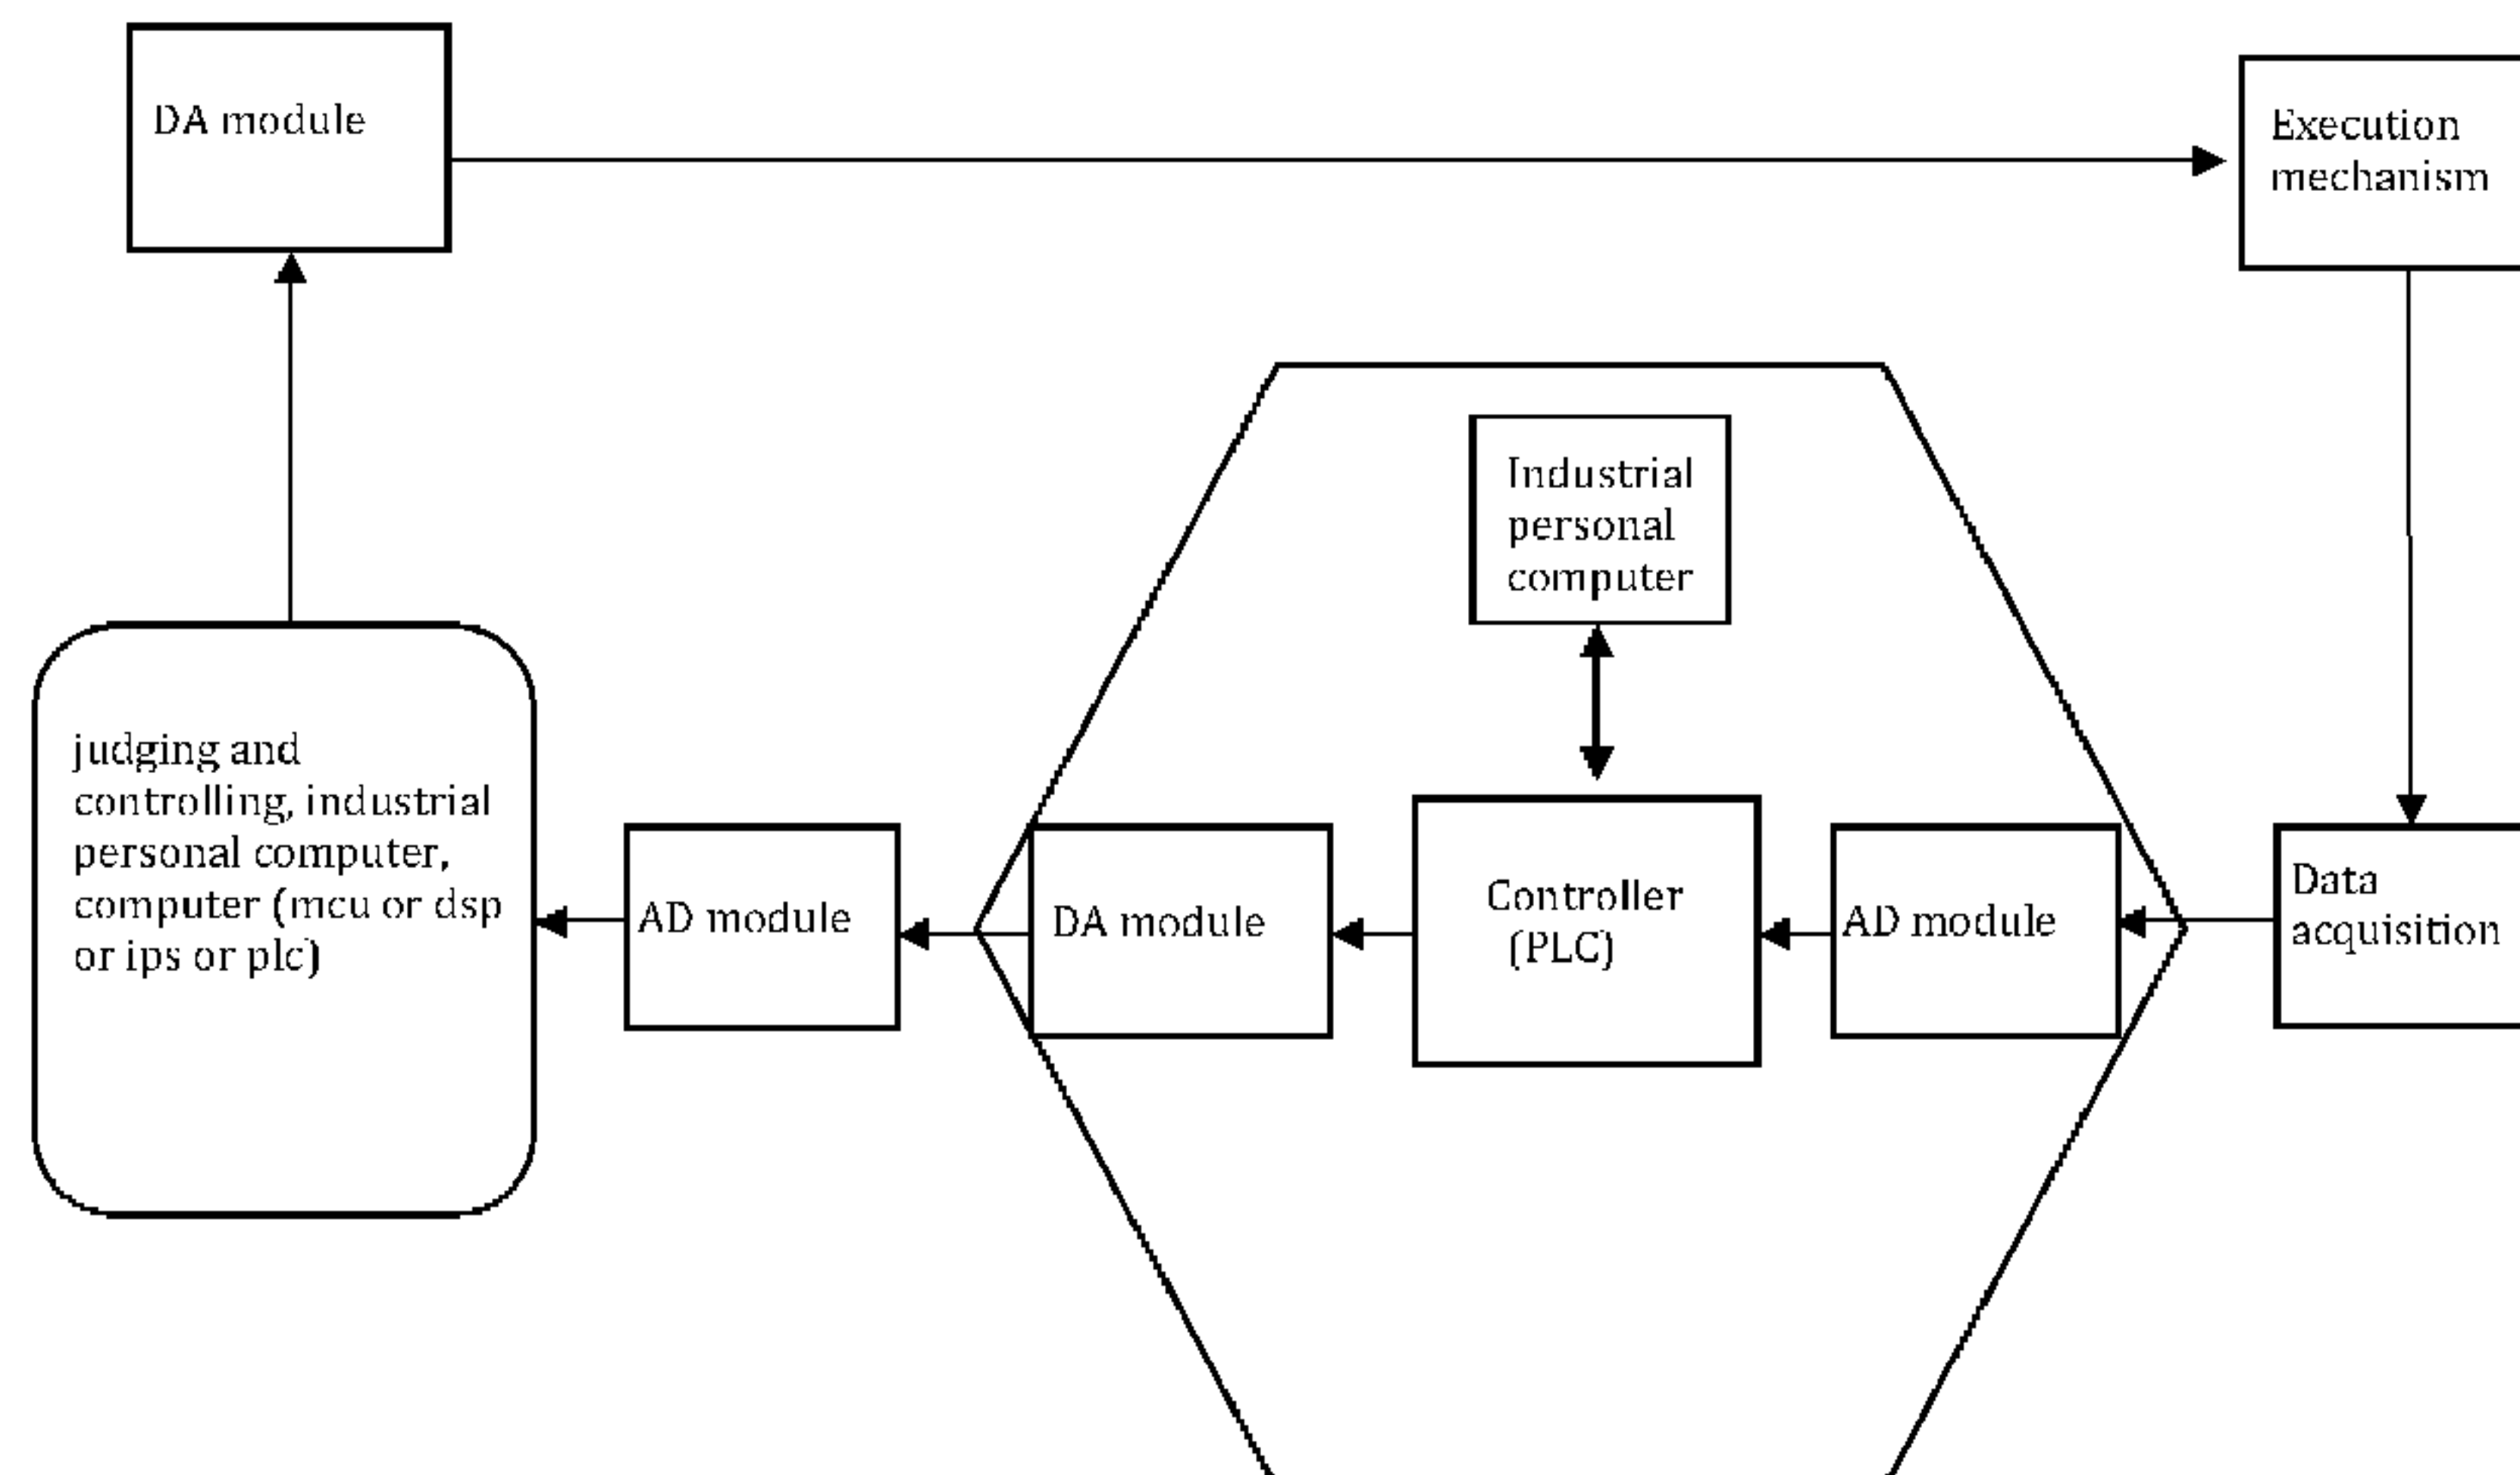 DA module
Execution
mechanism
Industrial
personal
computer
judging and
controlling, industrial
personal computer,
computer (mcu or dsp
or ips or plc)
AD module
DA module
Controller
(PLC)
AD module
Data
acquisition